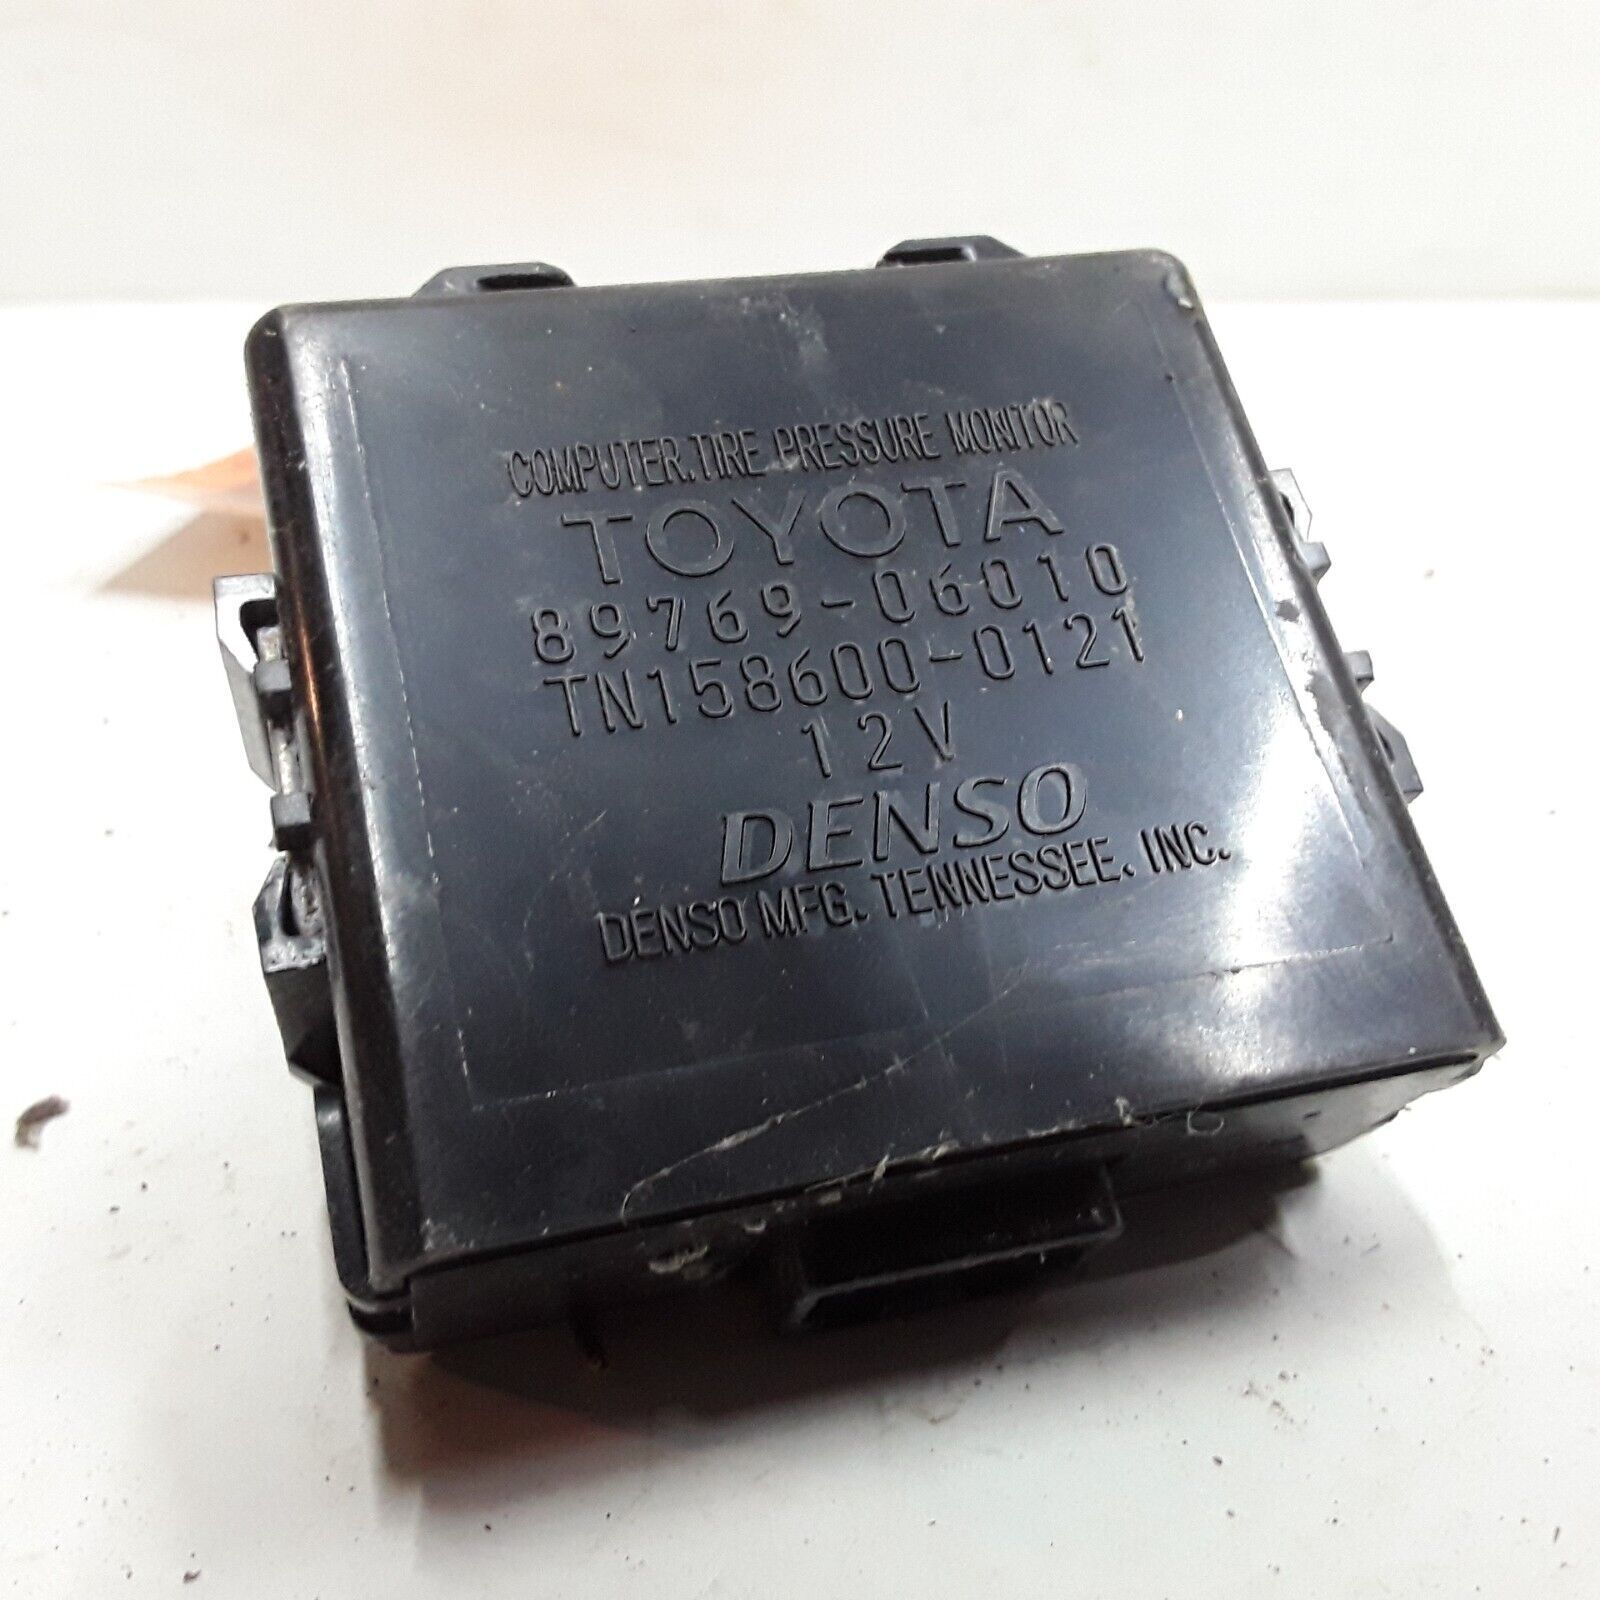 COMPUTER.TIRE PRESSURE MONITOR
TOYOTA
89769-06010
TN158600-0121
12V
DENSO
DENSO MFG. TENNESSEE. INC.